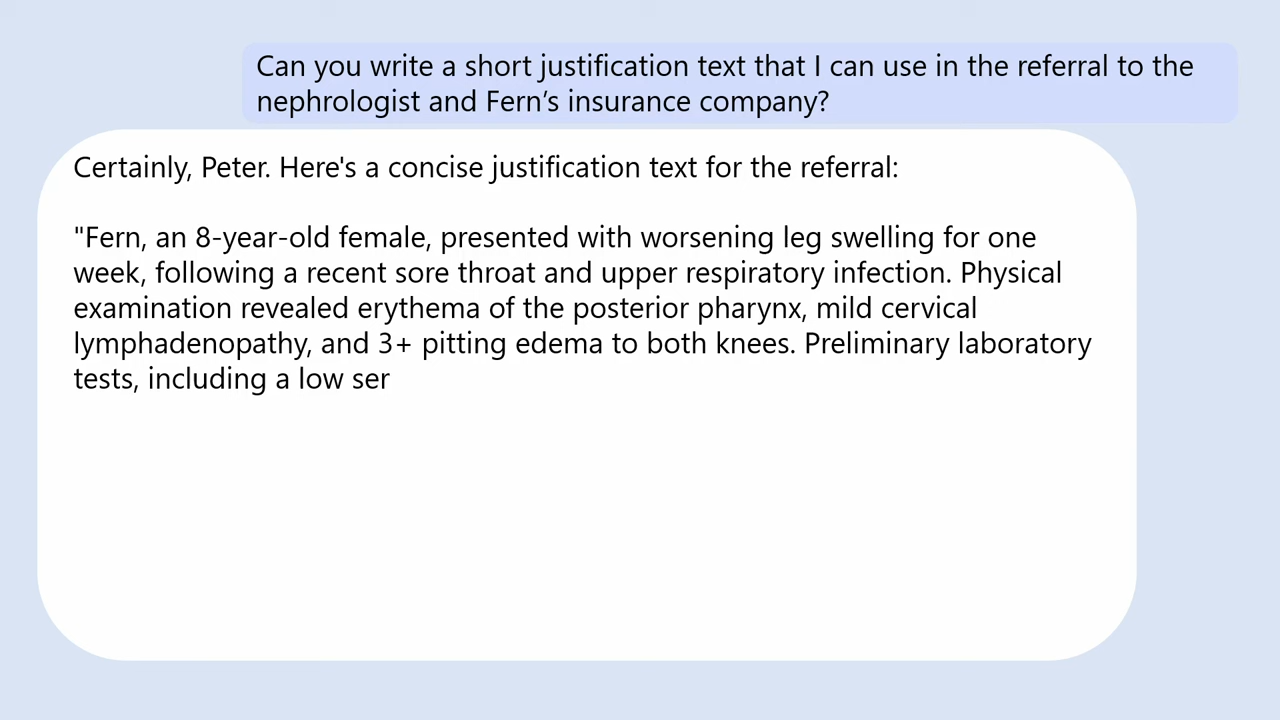 Can you write a short justification text that I can use in the referral to the
nephrologist and Fern’s insurance company?
Certainly, Peter. Here's a concise justification text for the referral:
"Fern, an 8-year-old female, presented with worsening leg swelling for one
week, following a recent sore throat and upper respiratory infection. Physical
examination revealed erythema of the posterior pharynx, mild cervical
lymphadenopathy, and 3+ pitting edema to both knees. Preliminary laboratory
tests, including a low ser